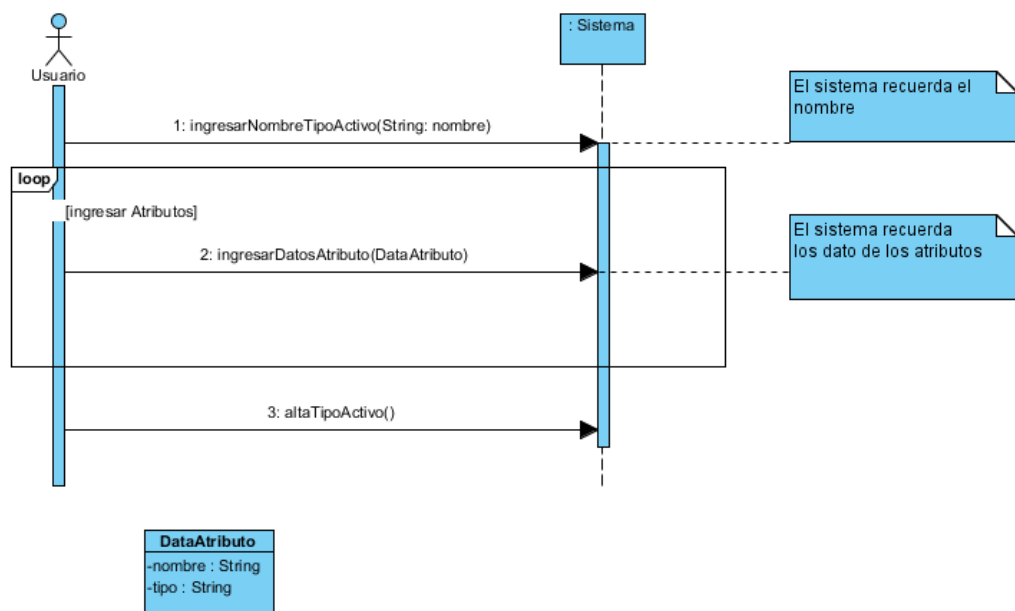 : Sistema
Usuario
El sistema recuerda el
nombre
1: ingresarNombreTipoActivo(String: nombre)
loop
[ingresar Atributos]
El sistema recuerda
los dato de los atributos
2: ingresarDatosAtributo(DataAtributo)
3: altaTipoActivo()
DataAtributo
-nombre : String
-tipo : String